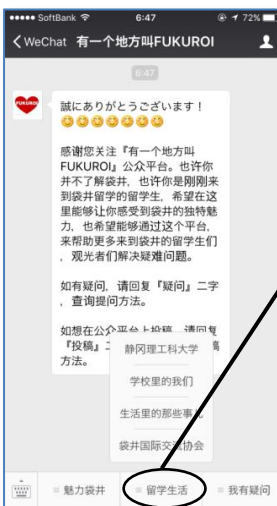 SoftBank 6:47 72%
WeChat 有一个地方叫FUKUROI
6:47
FUKUROI
誠にありがとうございます！
感谢您关注『有一个地方叫
FUKUROI』公众平台。也许你
并不了解袋井，也许你是刚刚来
到袋井留学的留学生，希望在这
里能够让你感受到袋井的独特魅
力，也希望能够通过这个平台，
来帮助更多来到袋井的留学生们
，观光者们解决疑难问题。
如有疑问，请回复『疑问』二字
，查询提问方法。
如想在公众平台上投稿，请回复
『投稿』
方法。
静冈理工科大学
学校里的我们
生活里的那些事儿
袋井国际交流协会
魅力袋井
留学生活
我有疑问